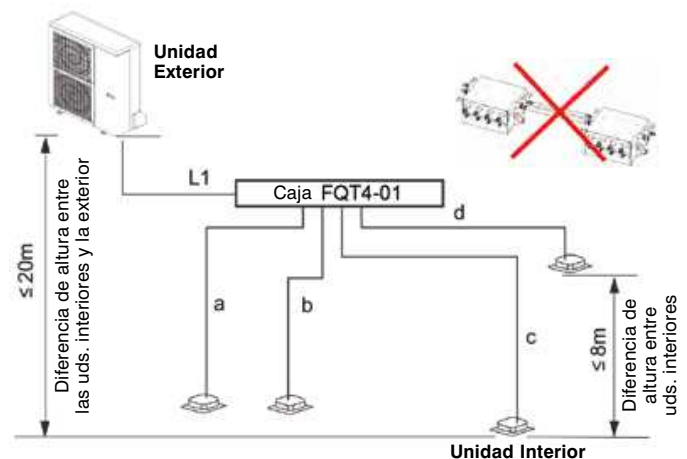 Unidad
Exterior
L1
Caja FQT4-01
d
a
b
c
≤20m
Diferencia de altura entre
las uds. interiores y la exterior
≤8m
Diferencia de
altura entre
uds. interiores
Unidad Interior